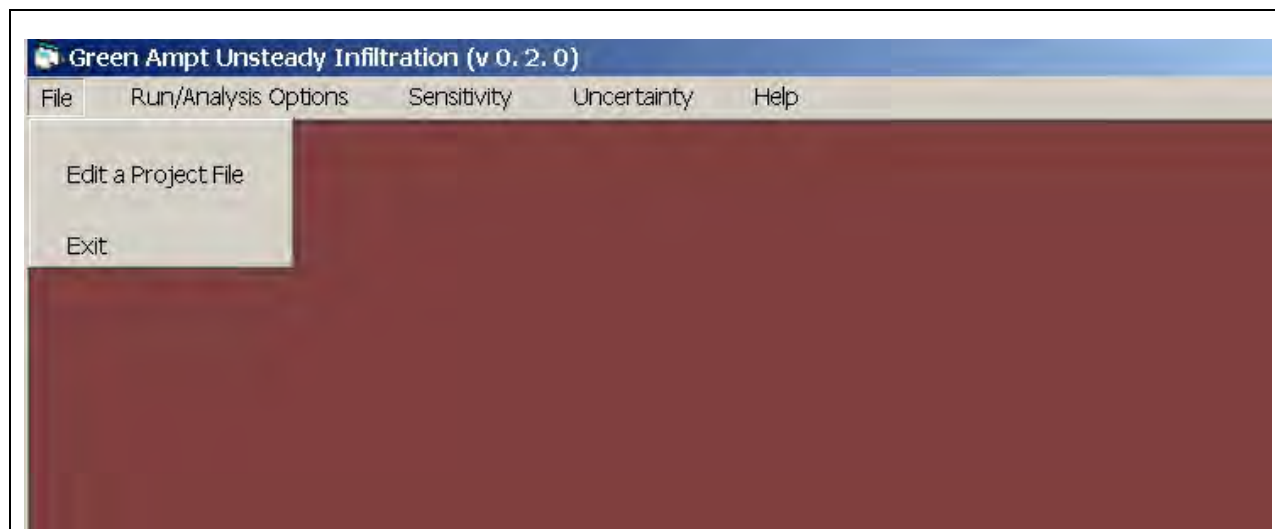 Green Ampt Unsteady Infiltration (v 0. 2. 0)
File Run/Analysis Options Sensitivity Uncertainty Help
Edit a Project File
Exit